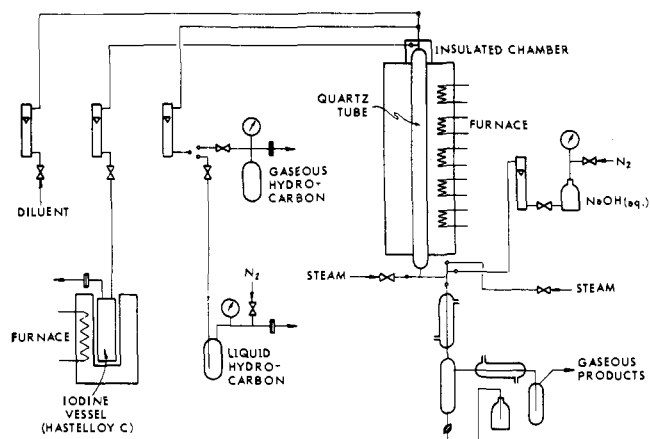 INSULATED CHAMBER
QUARTZ
TUBE
FURNACE
GASEOUS
HYDRO-
CARBON
DILUENT
N2
NaOH(aq.)
STEAM
STEAM
N2
FURNACE
LIQUID
HYDRO-
CARBON
GASEOUS
PRODUCTS
IODINE
VESSEL
(HASTELLOY C)